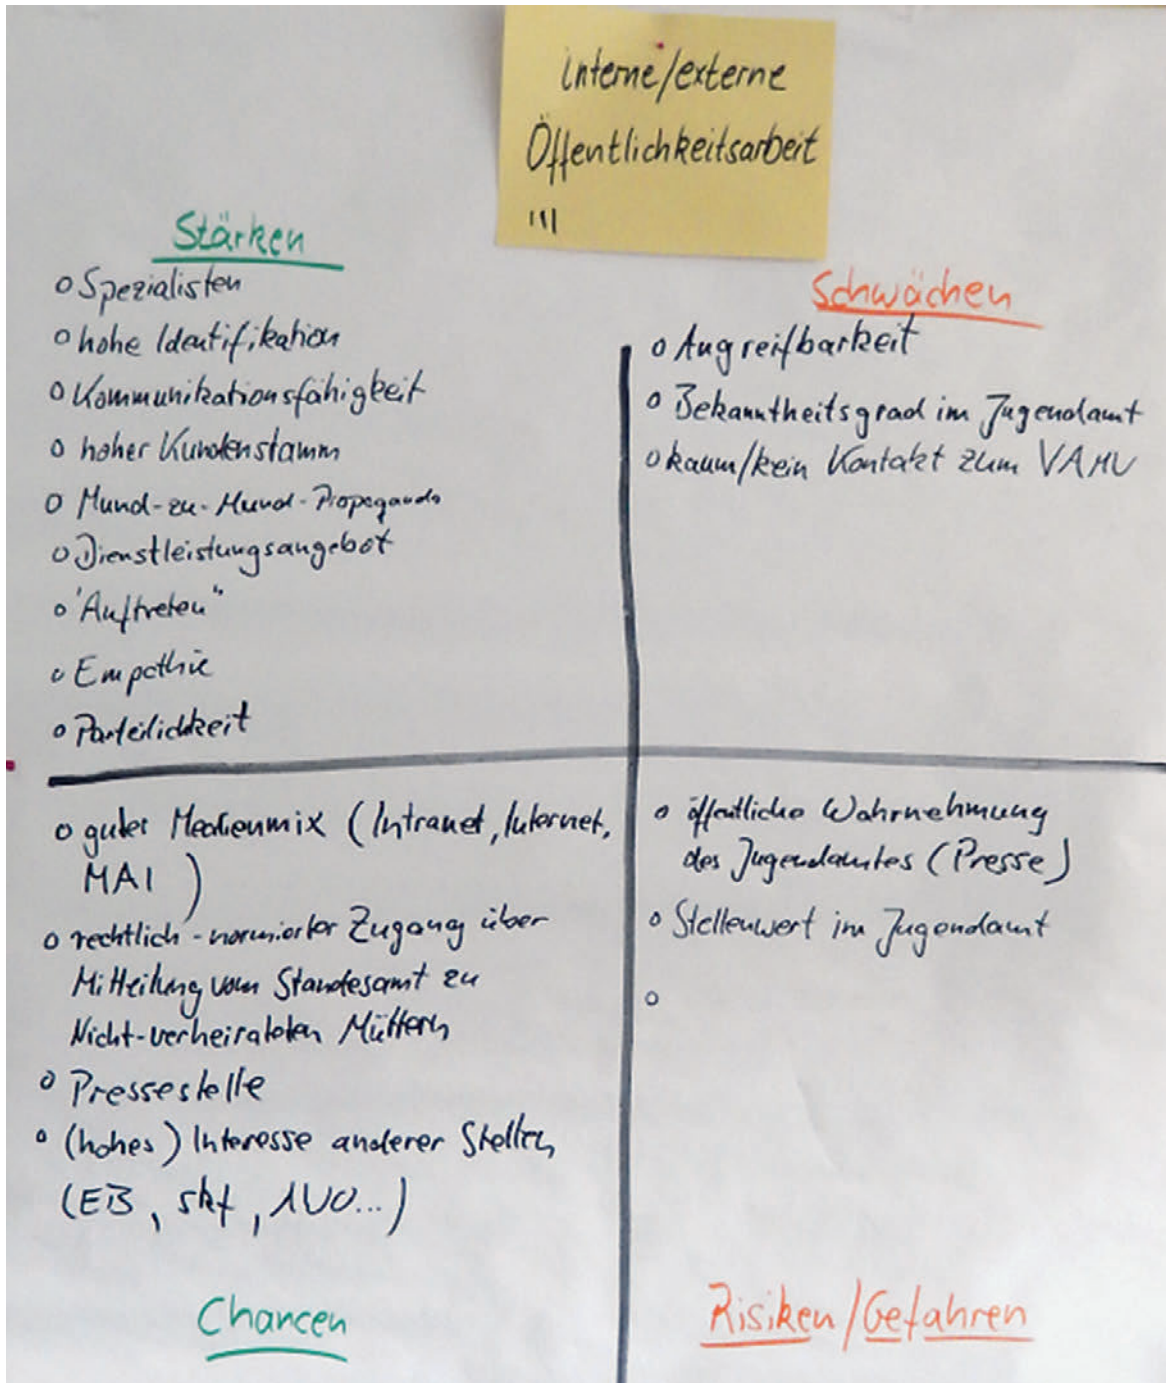 interne/externe
Öffentlichkeitsarbeit
Stärken
o Spezialisten
o hohe Identifikation
o Kommunikationsfähigkeit
o hoher Kundenstamm
o Mund-zu-Mund-Propaganda
o Dienstleistungsangebot
o "Auftreten"
o Empathie
o Parteilichkeit
Schwächen
o Angreifbarkeit
o Bekanntheitsgrad im Jugendamt
o kaum/kein Kontakt zum VAMV
o guter Medienmix (Intranet, Internet,
MAI)
o rechtlich-normierter Zugang über
Mitteilung vom Standesamt zu
Nicht-verheirateten Müttern
o Pressestelle
o (hohes) Interesse anderer Stellen
(EB, skf, AWO...)
Chancen
o öffentliche Wahrnehmung
des Jugendamtes (Presse)
o Stellenwert im Jugendamt
o
Risiken/Gefahren